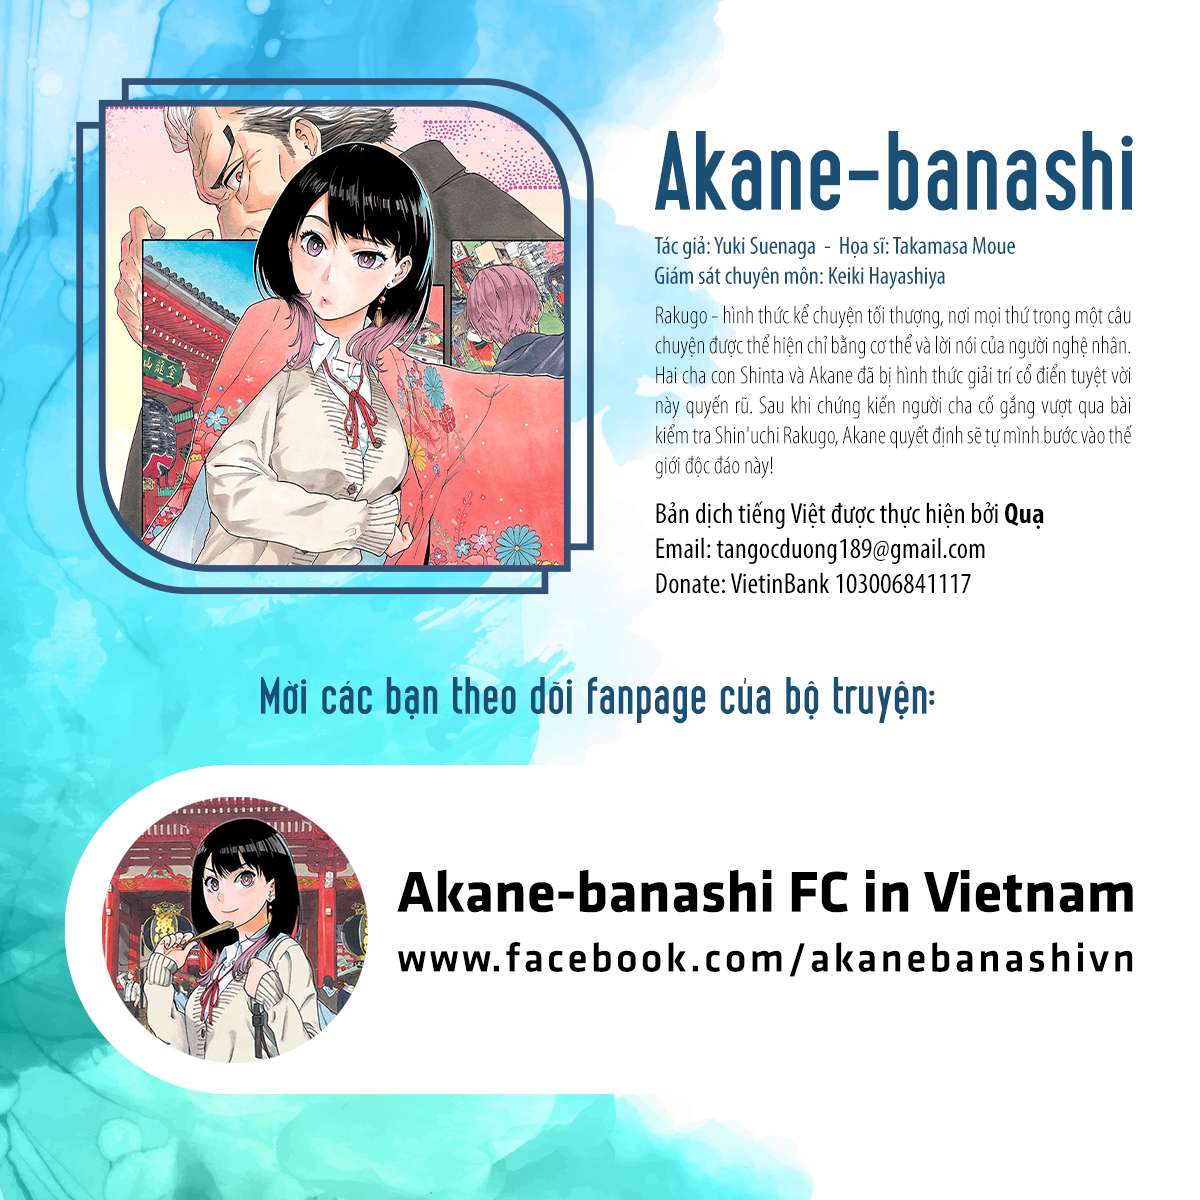 Akane-banashi
Tác giả: Yuki Suenaga - Họa sĩ: Takamasa Moue
Giám sát chuyên môn: Keiki Hayashiya
Rakugo - hình thức kể chuyện tối thượng, nơi mọi thứ trong một câu
chuyện được thể hiện chỉ bằng cơ thể và lời nói của người nghệ nhân.
Hai cha con Shinta và Akane đã bị hình thức giải trí cổ điển tuyệt vời
này quyến rũ. Sau khi chứng kiến người cha cố gắng vượt qua bài
kiểm tra Shin'uchi Rakugo, Akane quyết định sẽ tự mình bước vào thế
giới độc đáo này!
Bản dịch tiếng Việt được thực hiện bởi Quạ
Email: tangocduong189@gmail.com
Donate: VietinBank 103006841117
山龍金
Mời các bạn theo dõi fanpage của bộ truyện:
Akane-banashi FC in Vietnam
www.facebook.com/akanebanashivn